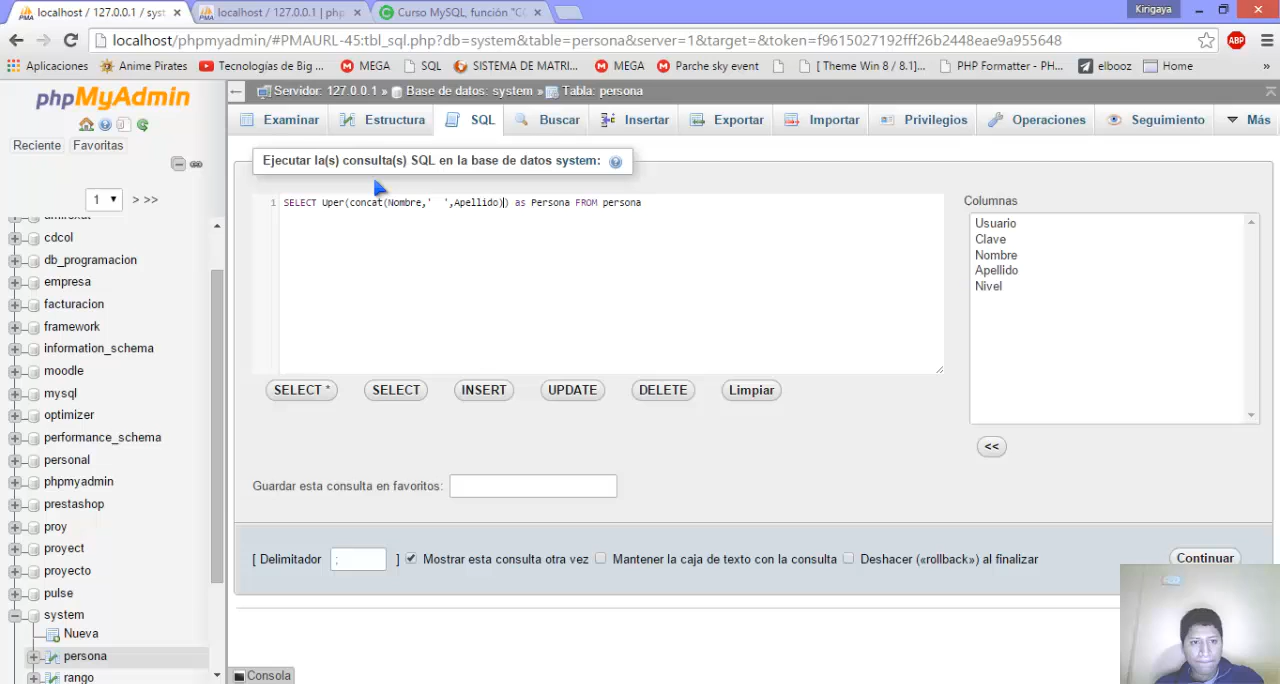 localhost / 127.0.0.1 / syst
localhost / 127.0.0.1 | php
Curso MySQL, función "C
Kirigaya
localhost/phpmyadmin/#PMAURL-45:tbl_sql.php?db=system&table=persona&server=1&target=&token=f9615027192fff26b2448eae9a955648
ABP
Aplicaciones
Anime Pirates
Tecnologías de Big ...
MEGA
SQL
SISTEMA DE MATRI...
MEGA
Parche sky event
[ Theme Win 8 / 8.1]...
PHP Formatter - PH...
elbooz
Home
»
phpMyAdmin
Reciente
Favoritas
1
> >>
cdcol
db_programacion
empresa
facturacion
framework
information_schema
moodle
mysql
optimizer
performance_schema
personal
phpmyadmin
prestashop
proy
proyect
proyecto
pulse
system
Nueva
persona
rango
Servidor: 127.0.0.1 » Base de datos: system » Tabla: persona
Examinar
Estructura
SQL
Buscar
Insertar
Exportar
Importar
Privilegios
Operaciones
Seguimiento
Más
Ejecutar la(s) consulta(s) SQL en la base de datos system:
1 SELECT Uper(concat(Nombre,'  ',Apellido)) as Persona FROM persona
Columnas
Usuario
Clave
Nombre
Apellido
Nivel
SELECT *
SELECT
INSERT
UPDATE
DELETE
Limpiar
<<
Guardar esta consulta en favoritos:
[ Delimitador ; ] Mostrar esta consulta otra vez Mantener la caja de texto con la consulta Deshacer («rollback») al finalizar
Continuar
Consola